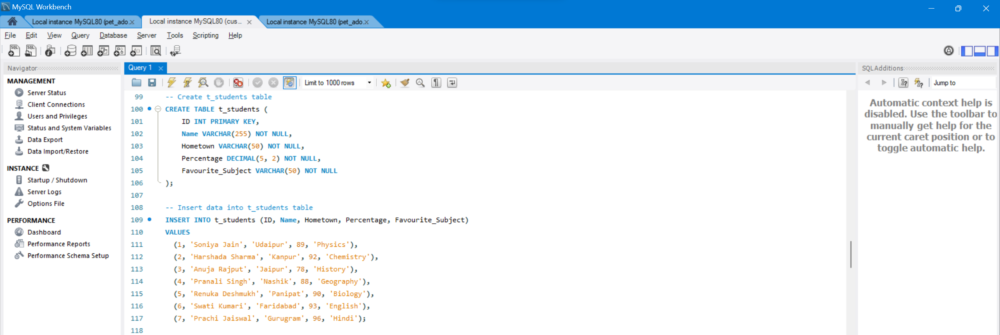 MySQL Workbench
Local instance MySQL80 (pet_ado.
Local instance MySQL80 (cus...
Local instance MySQL80 (pet_ado.
File Edit View Query Database Server Tools Scripting Help
Navigator
MANAGEMENT
Server Status
Client Connections
Users and Privileges
Status and System Variables
Data Export
Data Import/Restore
INSTANCE
Startup / Shutdown
Server Logs
Options File
PERFORMANCE
Dashboard
Performance Reports
Performance Schema Setup
Query 1
Limit to 1000 rows
99 -- Create t_students table
100 CREATE TABLE t_students (
101 ID INT PRIMARY KEY,
102 Name VARCHAR(255) NOT NULL,
103 Hometown VARCHAR(50) NOT NULL,
104 Percentage DECIMAL(5, 2) NOT NULL,
105 Favourite_Subject VARCHAR(50) NOT NULL
106 );
107
108 -- Insert data into t_students table
109 INSERT INTO t_students (ID, Name, Hometown, Percentage, Favourite_Subject)
110 VALUES
111 (1, 'Soniya Jain', 'Udaipur', 89, 'Physics'),
112 (2, 'Harshada Sharma', 'Kanpur', 92, 'Chemistry'),
113 (3, 'Anuja Rajput', 'Jaipur', 78, 'History'),
114 (4, 'Pranali Singh', 'Nashik', 88, 'Geography'),
115 (5, 'Renuka Deshmukh', 'Panipat', 90, 'Biology'),
116 (6, 'Swati Kumari', 'Faridabad', 93, 'English'),
117 (7, 'Prachi Jaiswal', 'Gurugram', 96, 'Hindi');
118
SQLAdditions
Jump to
Automatic context help is
disabled. Use the toolbar to
manually get help for the
current caret position or to
toggle automatic help.